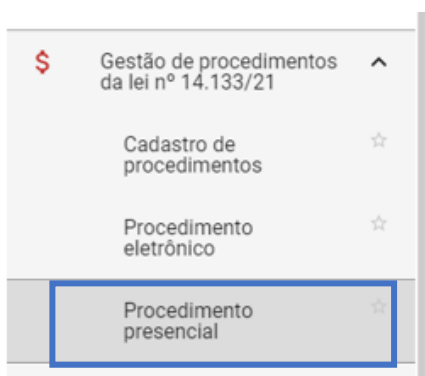 $ Gestão de procedimentos
da lei nº 14.133/21
Cadastro de
procedimentos
Procedimento
eletrônico
Procedimento
presencial